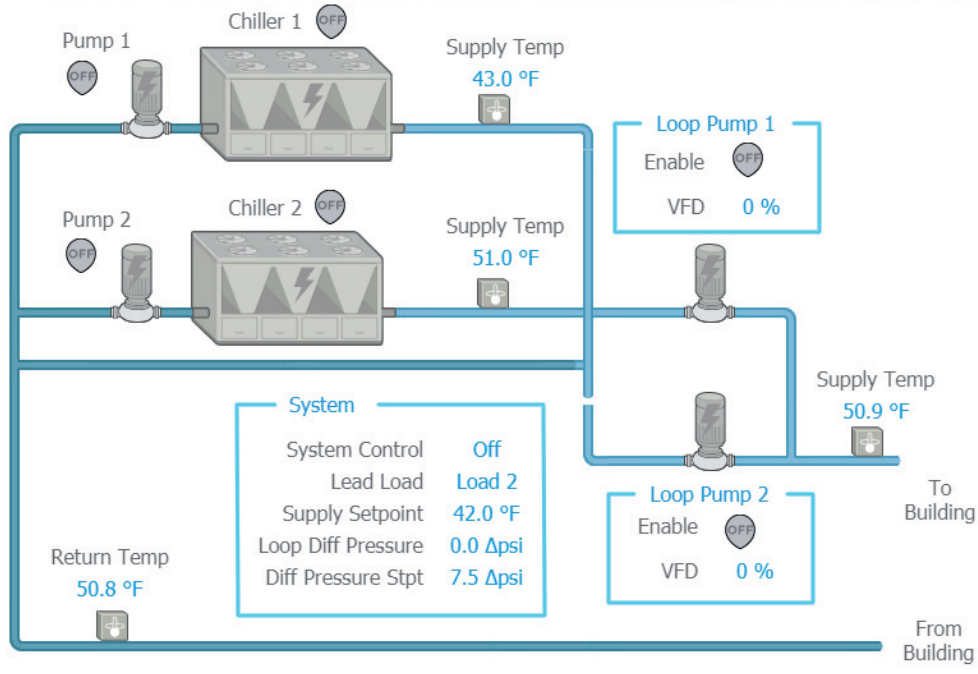 Chiller 1 OFF
Pump 1
OFF
Supply Temp
43.0 °F
Loop Pump 1
Enable OFF
VFD 0 %
Chiller 2 OFF
Pump 2
OFF
Supply Temp
51.0 °F
Supply Temp
50.9 °F
System
System Control Off
Lead Load Load 2
Supply Setpoint 42.0 °F
Loop Diff Pressure 0.0 Δpsi
Diff Pressure Stpt 7.5 Δpsi
Loop Pump 2
Enable OFF
VFD 0 %
To
Building
Return Temp
50.8 °F
From
Building